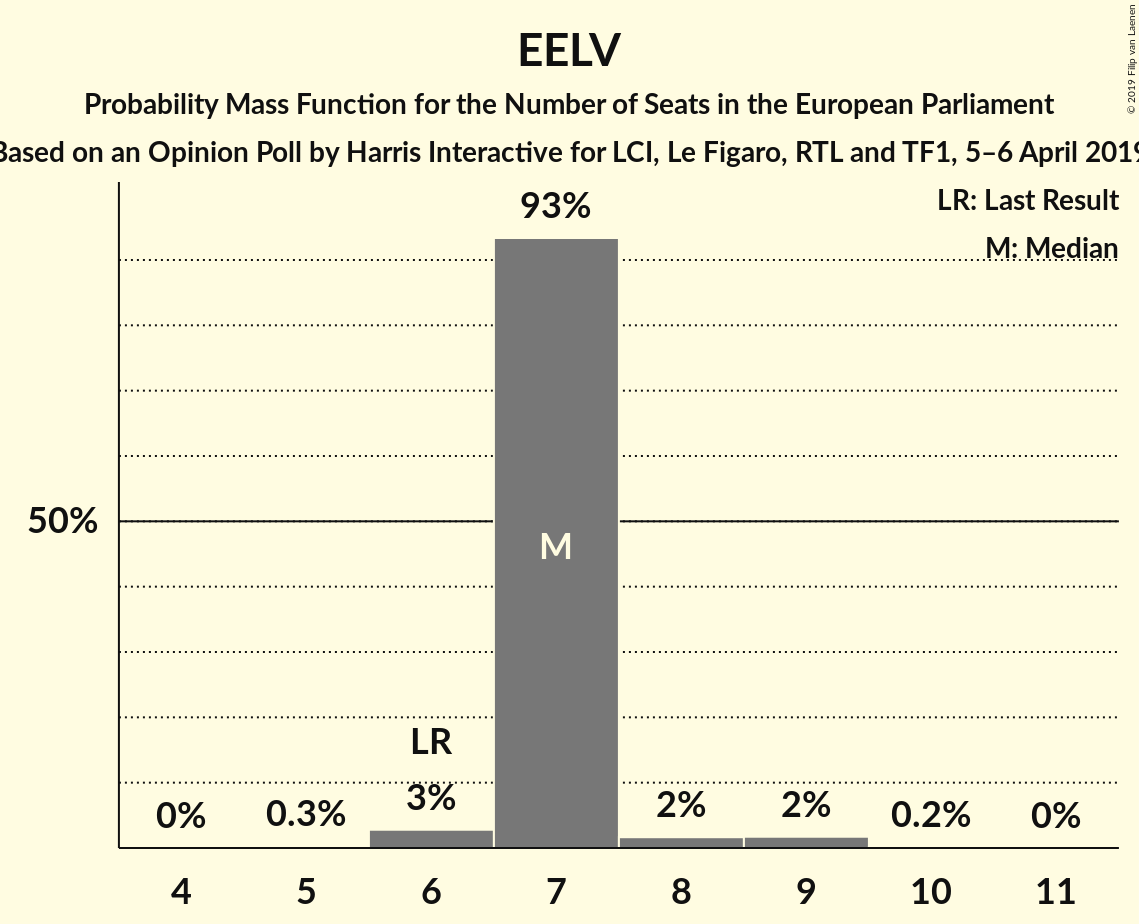 EELV
Probability Mass Function for the Number of Seats in the European Parliament
Based on an Opinion Poll by Harris Interactive for LCI, Le Figaro, RTL and TF1, 5–6 April 2019
© 2019 Filip van Laenen
LR: Last Result
M: Median
93%
50%
M
LR
0%
0.3%
3%
2%
2%
0.2%
0%
4 5 6 7 8 9 10 11